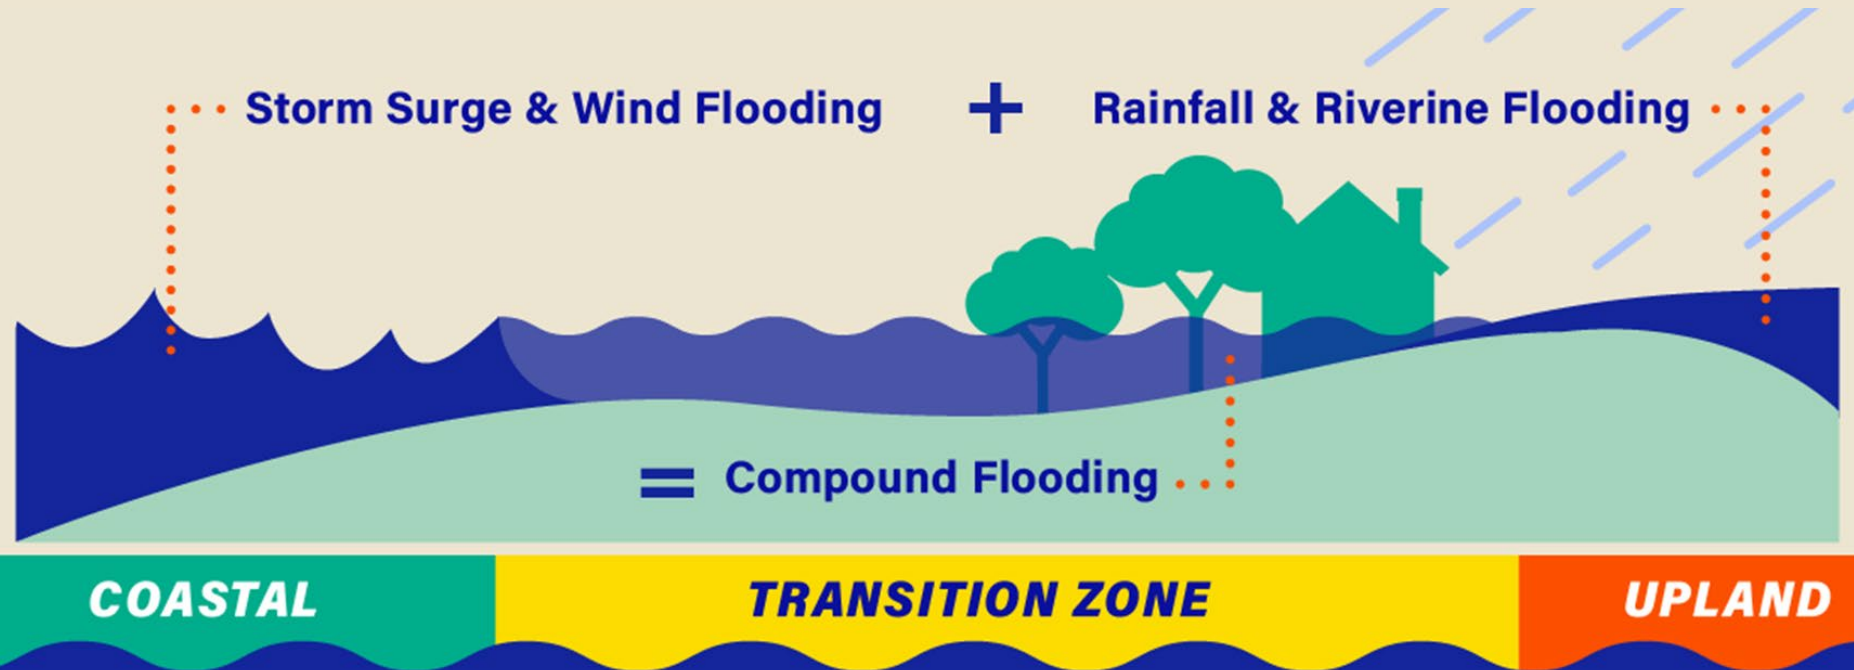 Storm Surge & Wind Flooding + Rainfall & Riverine Flooding
= Compound Flooding
COASTAL TRANSITION ZONE UPLAND